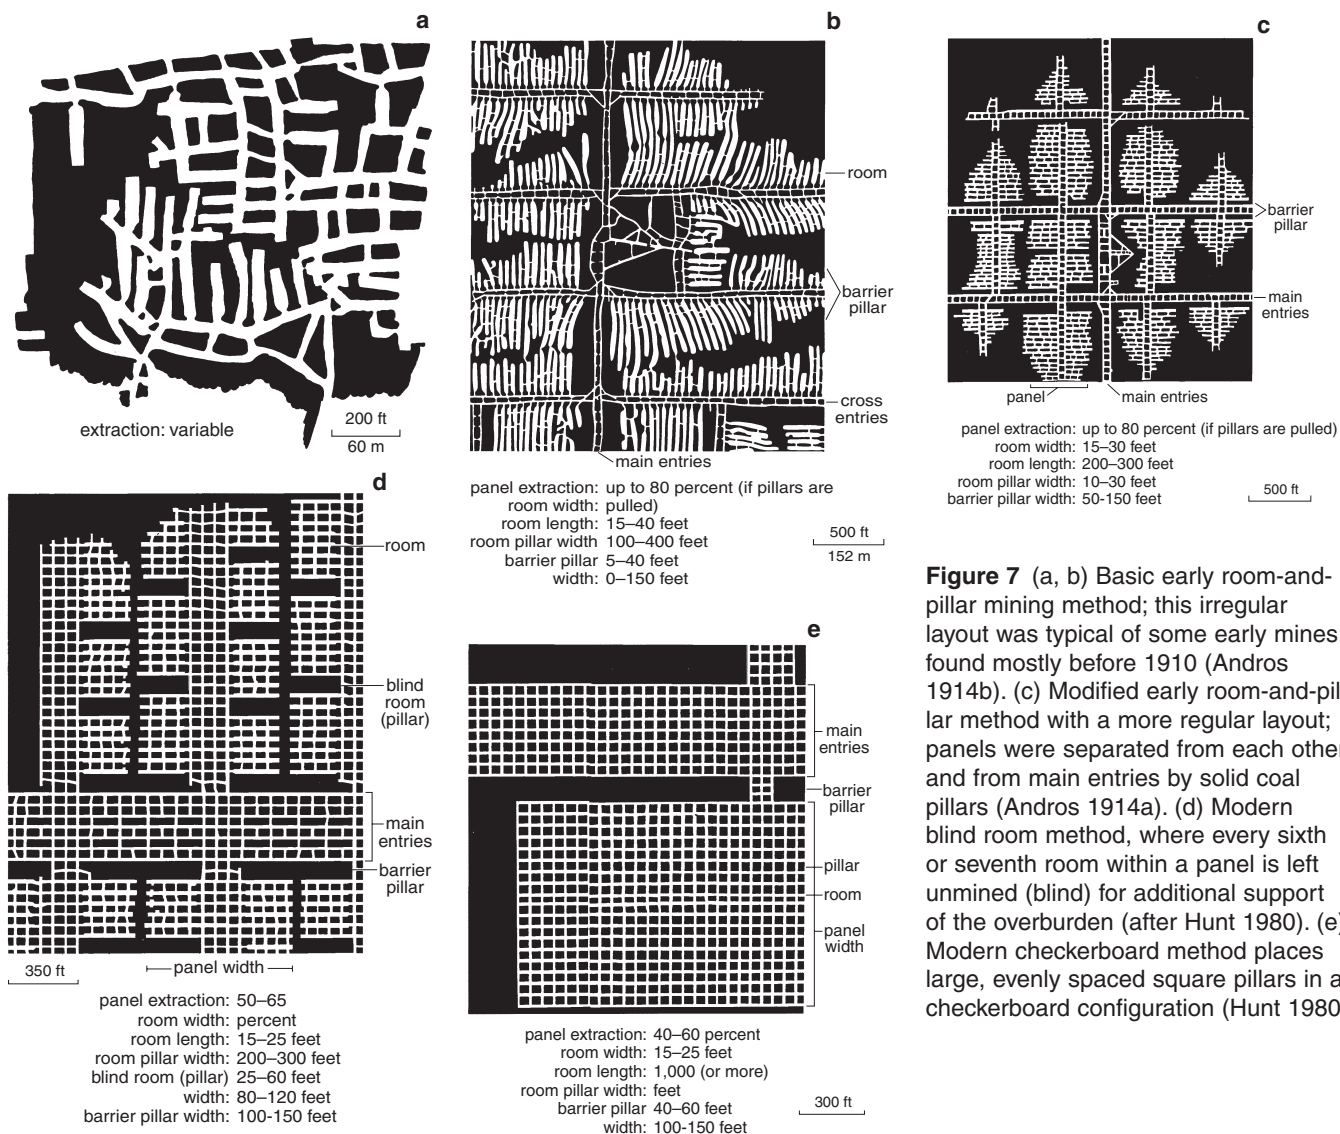 a
extraction: variable
200 ft
60 m
b
room
barrier
pillar
cross
entries
main entries
panel extraction: up to 80 percent (if pillars are
room width: pulled)
room length: 15–40 feet
room pillar width 100–400 feet
barrier pillar 5–40 feet
width: 0–150 feet
500 ft
152 m
c
barrier
pillar
main
entries
panel
main entries
panel extraction: up to 80 percent (if pillars are pulled)
room width: 15–30 feet
room length: 200–300 feet
room pillar width: 10–30 feet
barrier pillar width: 50-150 feet
500 ft
d
room
blind
room
(pillar)
main
entries
barrier
pillar
350 ft
panel width
panel extraction: 50–65
room width: percent
room length: 15–25 feet
room pillar width: 200–300 feet
blind room (pillar) 25–60 feet
width: 80–120 feet
barrier pillar width: 100-150 feet
e
main
entries
barrier
pillar
pillar
room
panel
width
panel extraction: 40–60 percent
room width: 15–25 feet
room length: 1,000 (or more)
room pillar width: feet
barrier pillar 40–60 feet
width: 100-150 feet
300 ft
Figure 7 (a, b) Basic early room-and-
pillar mining method; this irregular
layout was typical of some early mines
found mostly before 1910 (Andros
1914b). (c) Modified early room-and-pil
lar method with a more regular layout;
panels were separated from each other
and from main entries by solid coal
pillars (Andros 1914a). (d) Modern
blind room method, where every sixth
or seventh room within a panel is left
unmined (blind) for additional support
of the overburden (after Hunt 1980). (e)
Modern checkerboard method places
large, evenly spaced square pillars in a
checkerboard configuration (Hunt 1980